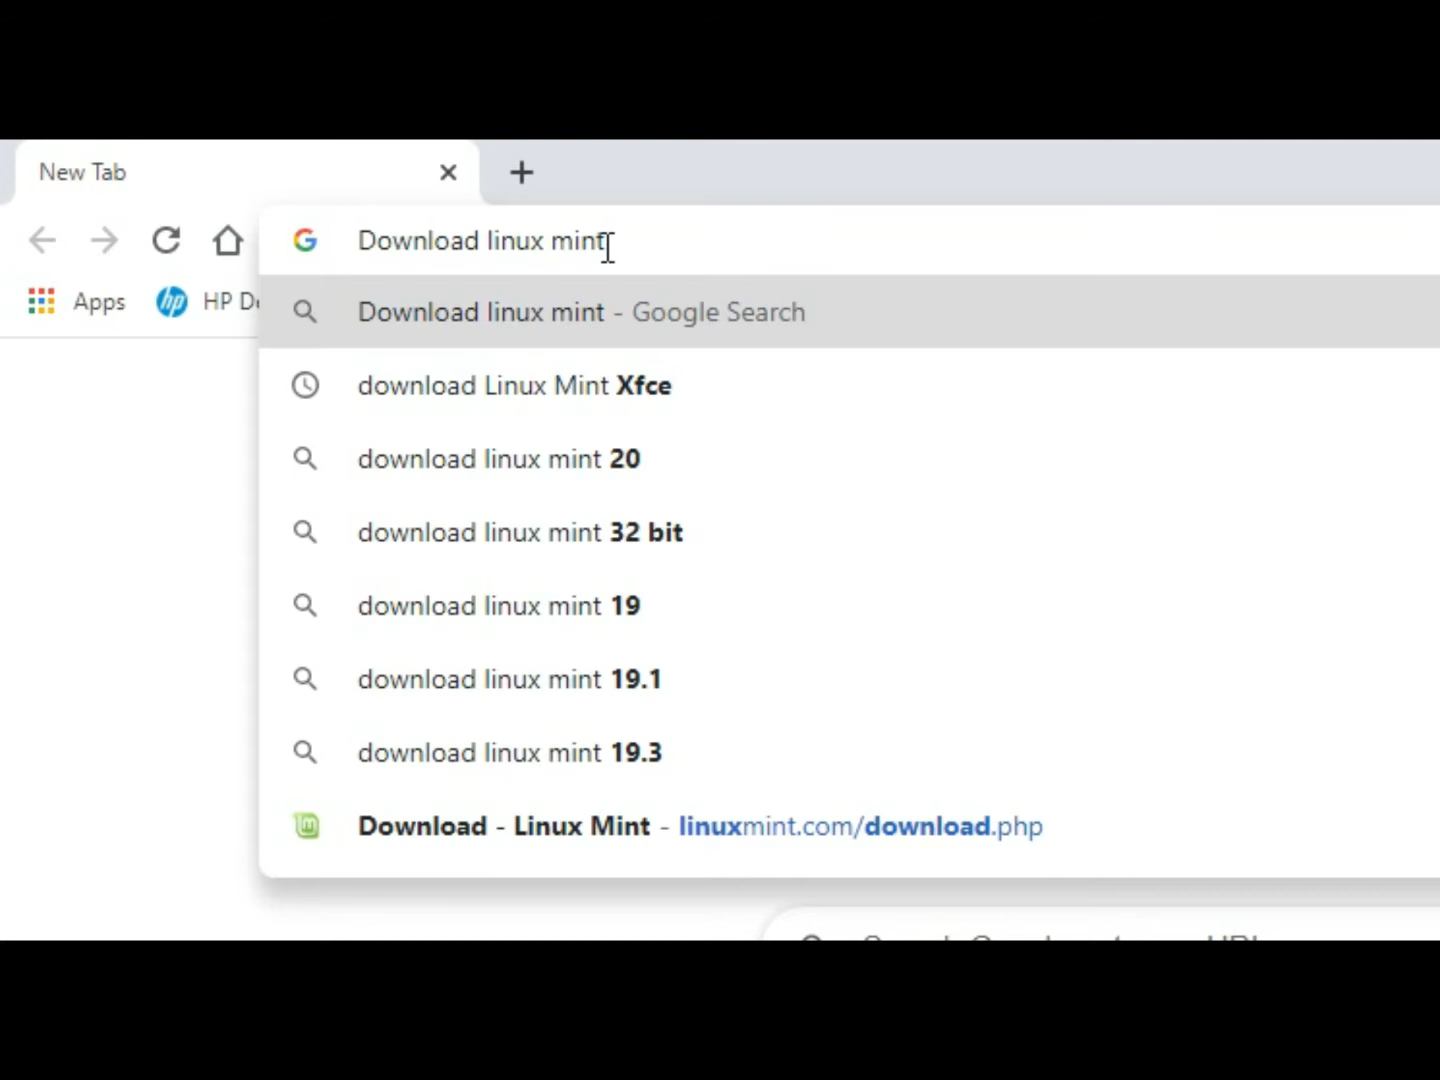 New Tab
Download linux mint
Apps
hp HP De
Download linux mint - Google Search
download Linux Mint Xfce
download linux mint 20
download linux mint 32 bit
download linux mint 19
download linux mint 19.1
download linux mint 19.3
Download - Linux Mint - linuxmint.com/download.php